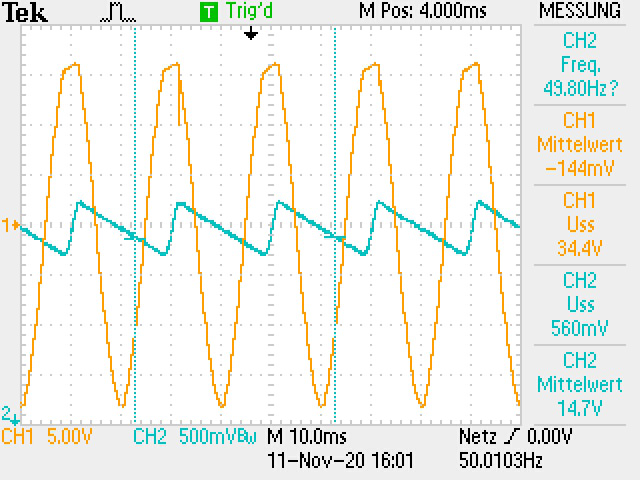 Tek
T Trig'd
M Pos: 4.000ms
MESSUNG
CH2
Freq.
49.80Hz?
CH1
Mittelwert
-144mV
CH1
Uss
34.4V
CH2
Uss
560mV
CH2
Mittelwert
14.7V
1
2
CH1 5.00V
CH2 500mVBw
M 10.0ms
Netz 0.00V
11-Nov-20 16:01
50.0103Hz